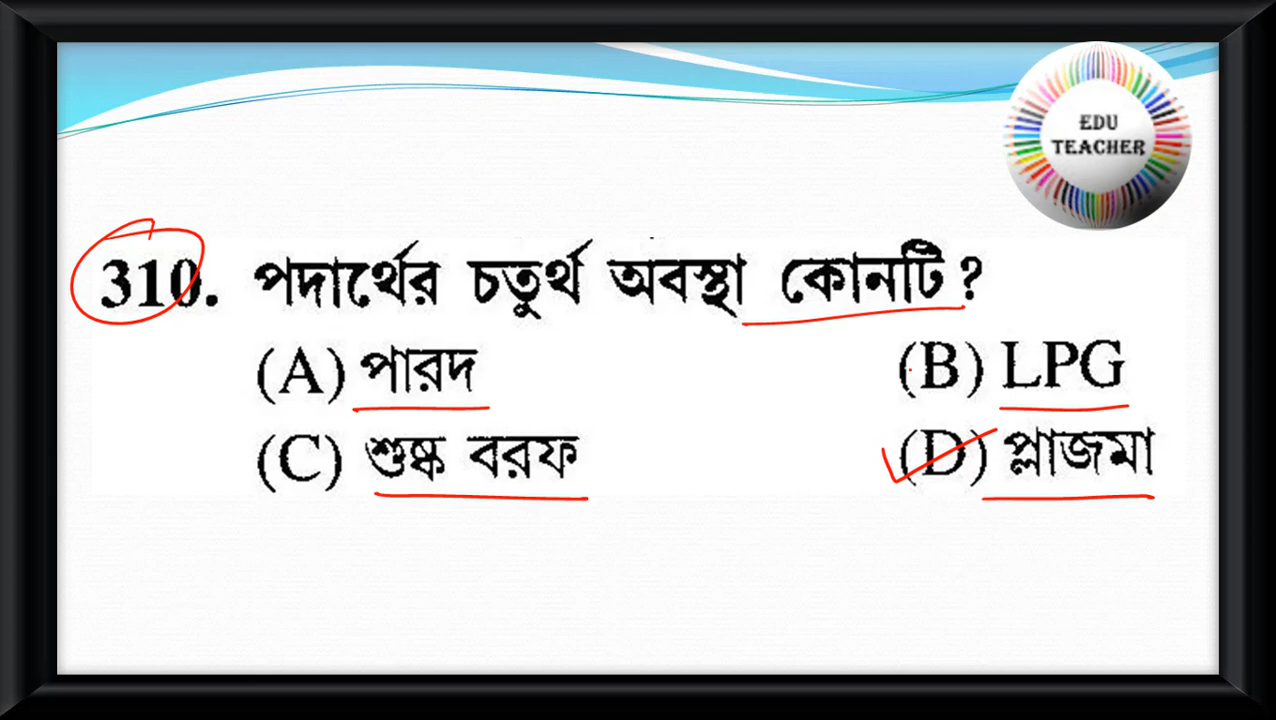 EDU
TEACHER
310. পদার্থের চতুর্থ অবস্থা কোনটি ?
(A) পারদ (B) LPG
(C) শুষ্ক বরফ (D) প্লাজমা